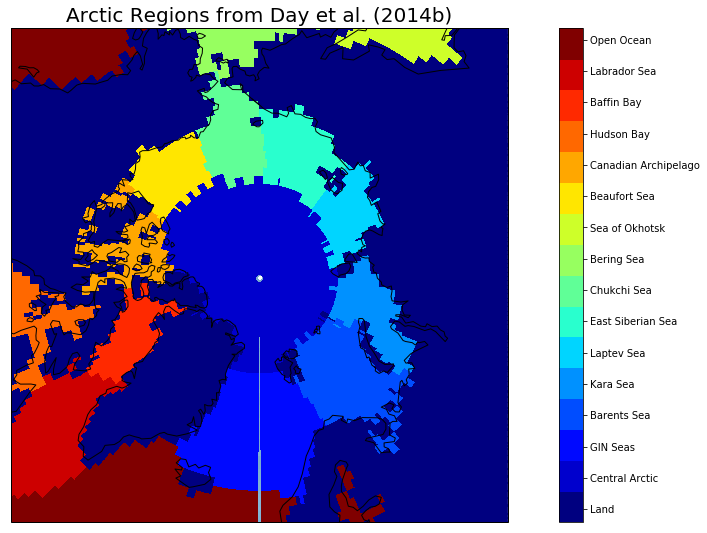 Arctic Regions from Day et al. (2014b)
Open Ocean
Labrador Sea
Baffin Bay
Hudson Bay
Canadian Archipelago
Beaufort Sea
Sea of Okhotsk
Bering Sea
Chukchi Sea
East Siberian Sea
Laptev Sea
Kara Sea
Barents Sea
GIN Seas
Central Arctic
Land